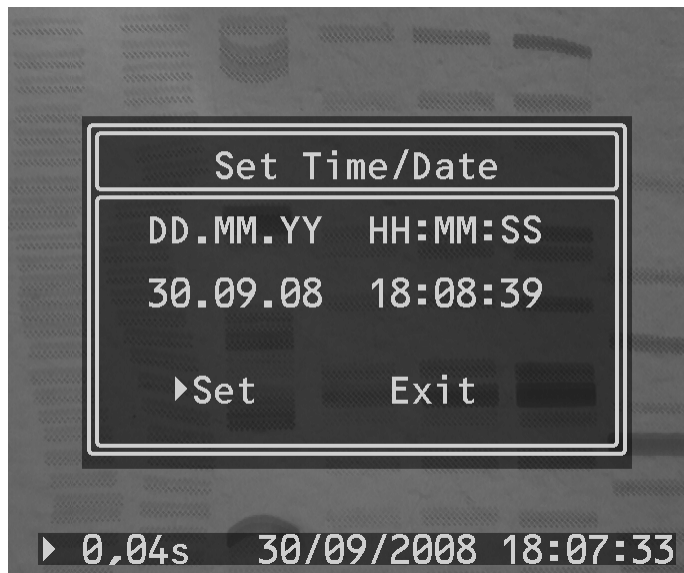 Set Time/Date
DD.MM.YY HH:MM:SS
30.09.08 18:08:39
▶Set Exit
▶ 0,04s 30/09/2008 18:07:33